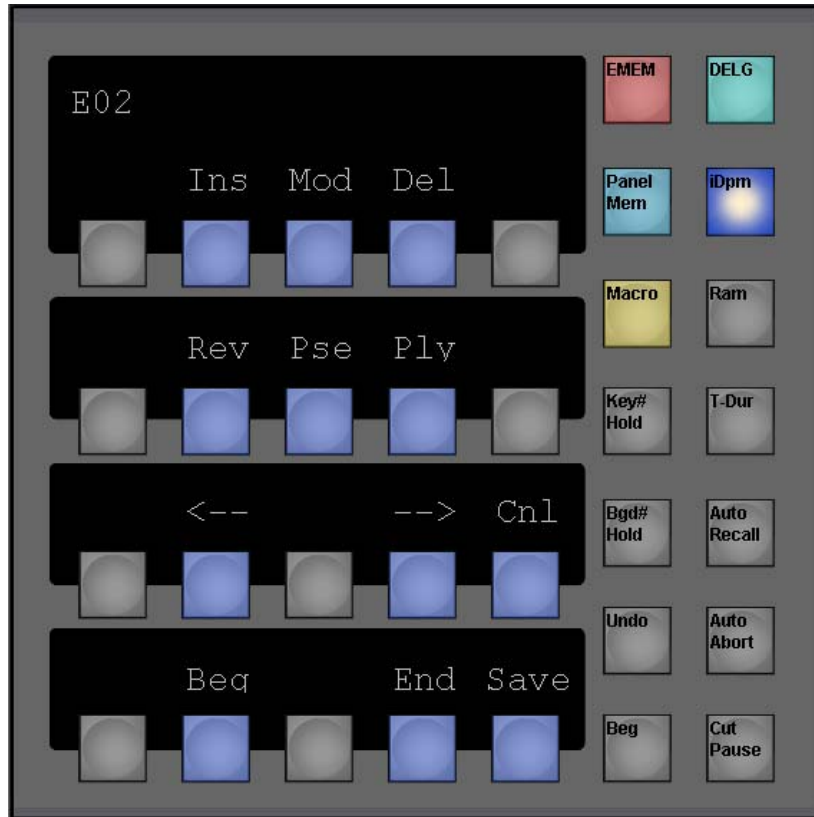 E02
Ins Mod Del
Rev Pse Ply
<-- --> Cnl
Beg End Save
EMEM DELG
Panel
Mem
iDpm
Macro Ram
Key#
Hold
T-Dur
Bgd#
Hold
Auto
Recall
Undo
Auto
Abort
Beg
Cut
Pause